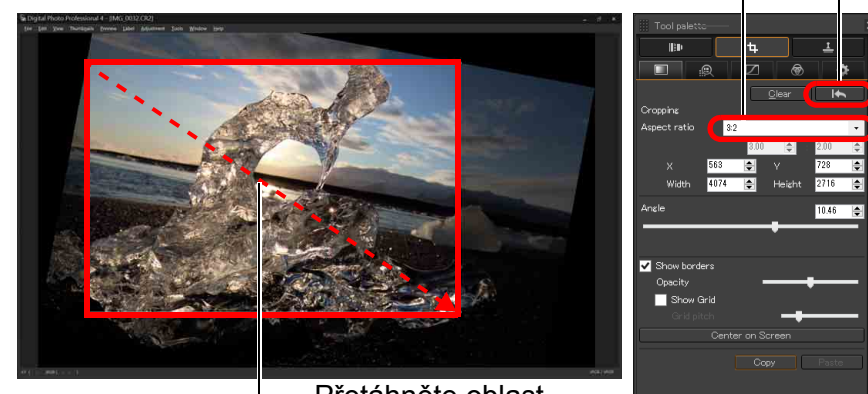 Digital Photo Professional 4 - [IMG_0032.CR2]
File Edit View Thumbnails Preview Label Adjustment Tools Window Help
Tool palette
Clear
Cropping
Aspect ratio 3:2
3.00 2.00
X 563 Y 728
Width 4074 Height 2716
Angle 10.46
Show borders
Opacity
Show Grid
Grid pitch
Center on Screen
Copy Paste
Přetáhněte oblast